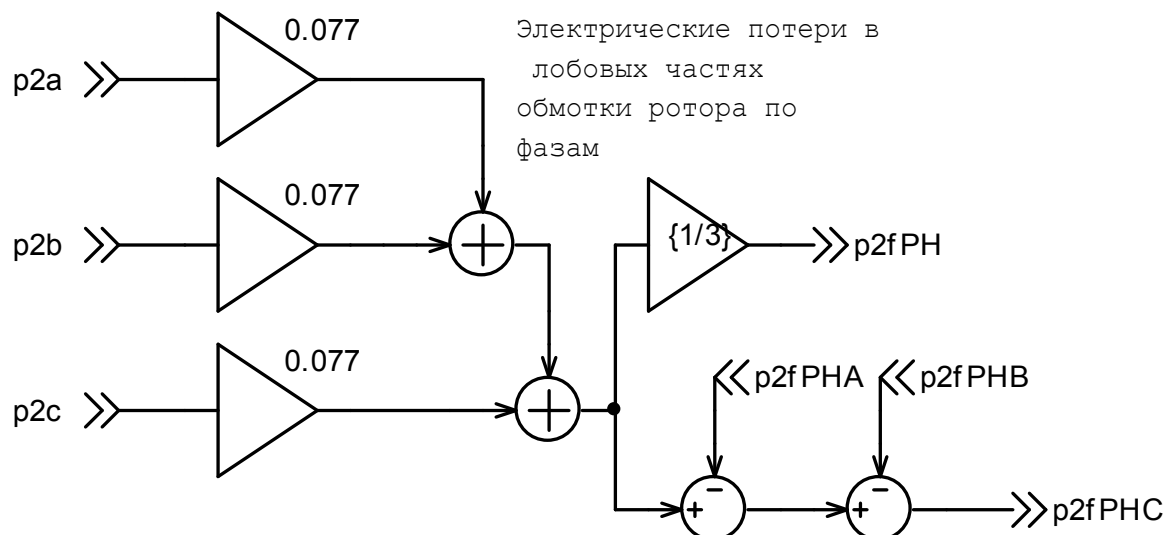 0.077
Электрические потери в
лобовых частях
обмотки ротора по
фазам
p2a
0.077
p2b
{1/3}
p2fPH
0.077
p2c
p2fPHA
p2fPHB
+
−
+
−
p2fPHC